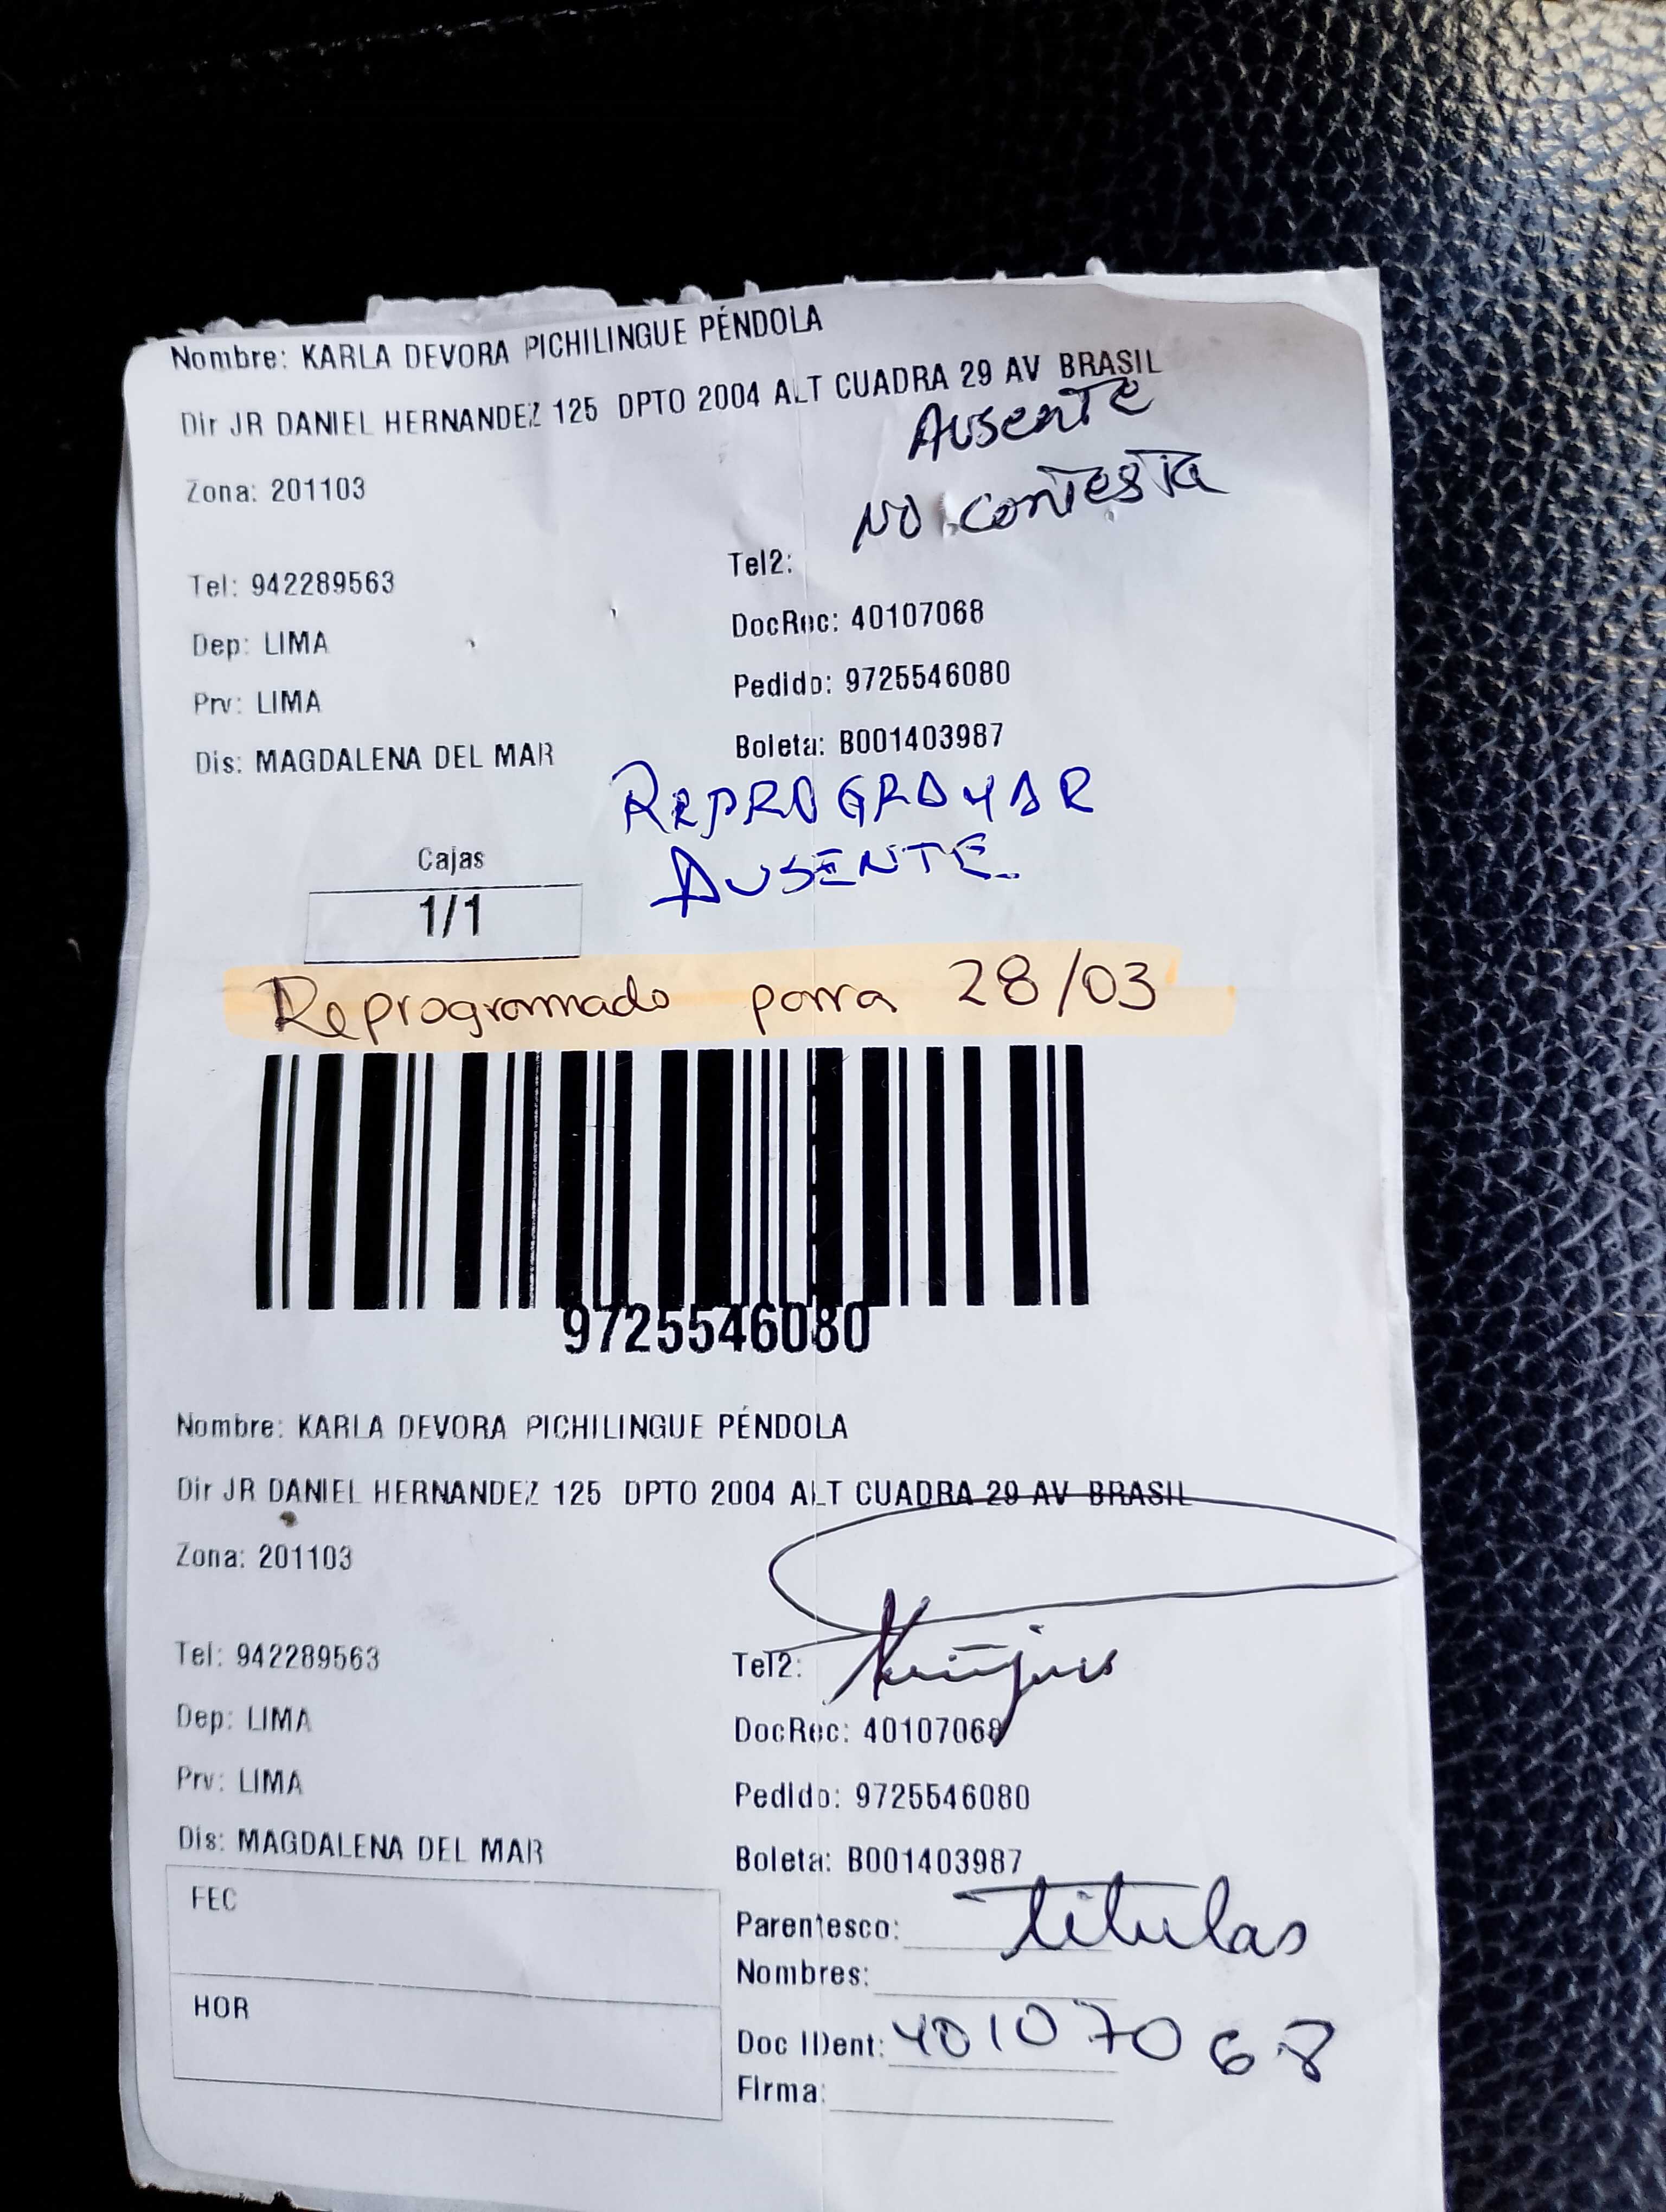 Nombre: KARLA DEVORA PICHILINGUE PÉNDOLA
Dir JR DANIEL HERNANDEZ 125 DPTO 2004 ALT CUADRA 29 AV BRASIL
Ausente
Zona: 201103
NO contesta
Tel2:
Tel: 942289563
DocRec: 40107068
Dep: LIMA
Pedido: 9725546080
Prv: LIMA
Boleta: B001403987
Dis: MAGDALENA DEL MAR
REPROGRAMAR
AUSENTE
Cajas
1/1
Reprogramado para 28/03
9725546080
Nombre: KARLA DEVORA PICHILINGUE PÉNDOLA
Dir JR DANIEL HERNANDEZ 125 DPTO 2004 ALT CUADRA 29 AV BRASIL
Zona: 201103
Tel: 942289563
Tel2:
Dep: LIMA
DocRec: 40107068
Prv: LIMA
Pedido: 9725546080
Dis: MAGDALENA DEL MAR
Boleta: B001403987
FEC
Parentesco: titular
Nombres:
HOR
Doc IDent: 40107068
Firma: